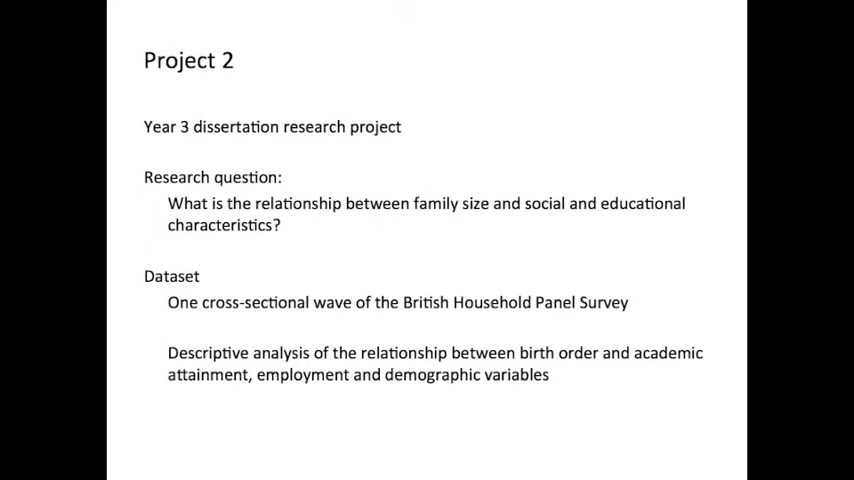 Project 2
Year 3 dissertation research project
Research question:
What is the relationship between family size and social and educational
characteristics?
Dataset
One cross-sectional wave of the British Household Panel Survey
Descriptive analysis of the relationship between birth order and academic
attainment, employment and demographic variables